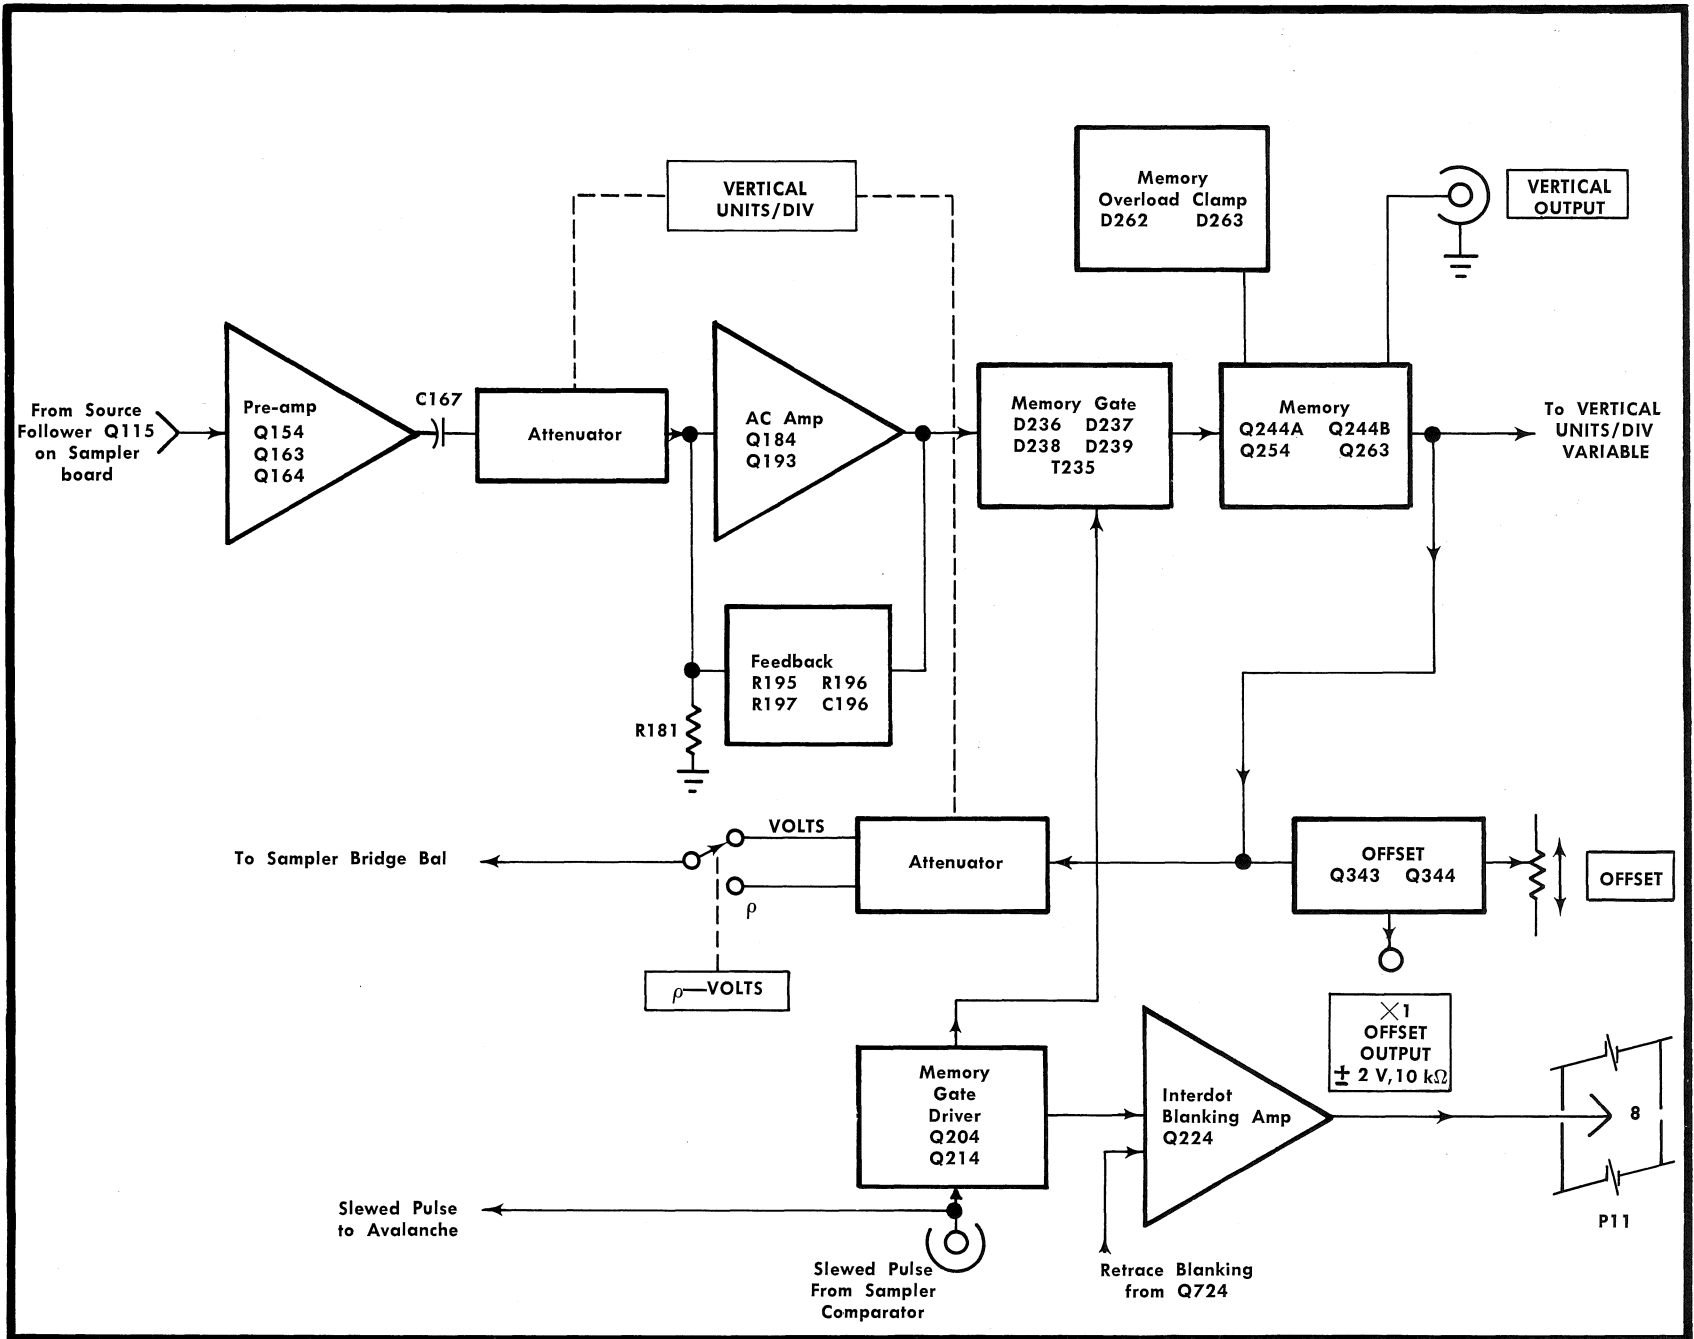 VERTICAL
UNITS/DIV
Memory
Overload Clamp
D262 D263
VERTICAL
OUTPUT
From Source
Follower Q115
on Sampler
board
Pre-amp
Q154
Q163
Q164
C167
Attenuator
AC Amp
Q184
Q193
Memory Gate
D236 D237
D238 D239
T235
Memory
Q244A Q244B
Q254 Q263
To VERTICAL
UNITS/DIV
VARIABLE
Feedback
R195 R196
R197 C196
R181
To Sampler Bridge Bal
VOLTS
ρ
ρ—VOLTS
Attenuator
OFFSET
Q343 Q344
OFFSET
×1
OFFSET
OUTPUT
± 2 V, 10 kΩ
Memory
Gate
Driver
Q204
Q214
Interdot
Blanking Amp
Q224
8
P11
Slewed Pulse
to Avalanche
Slewed Pulse
From Sampler
Comparator
Retrace Blanking
from Q724